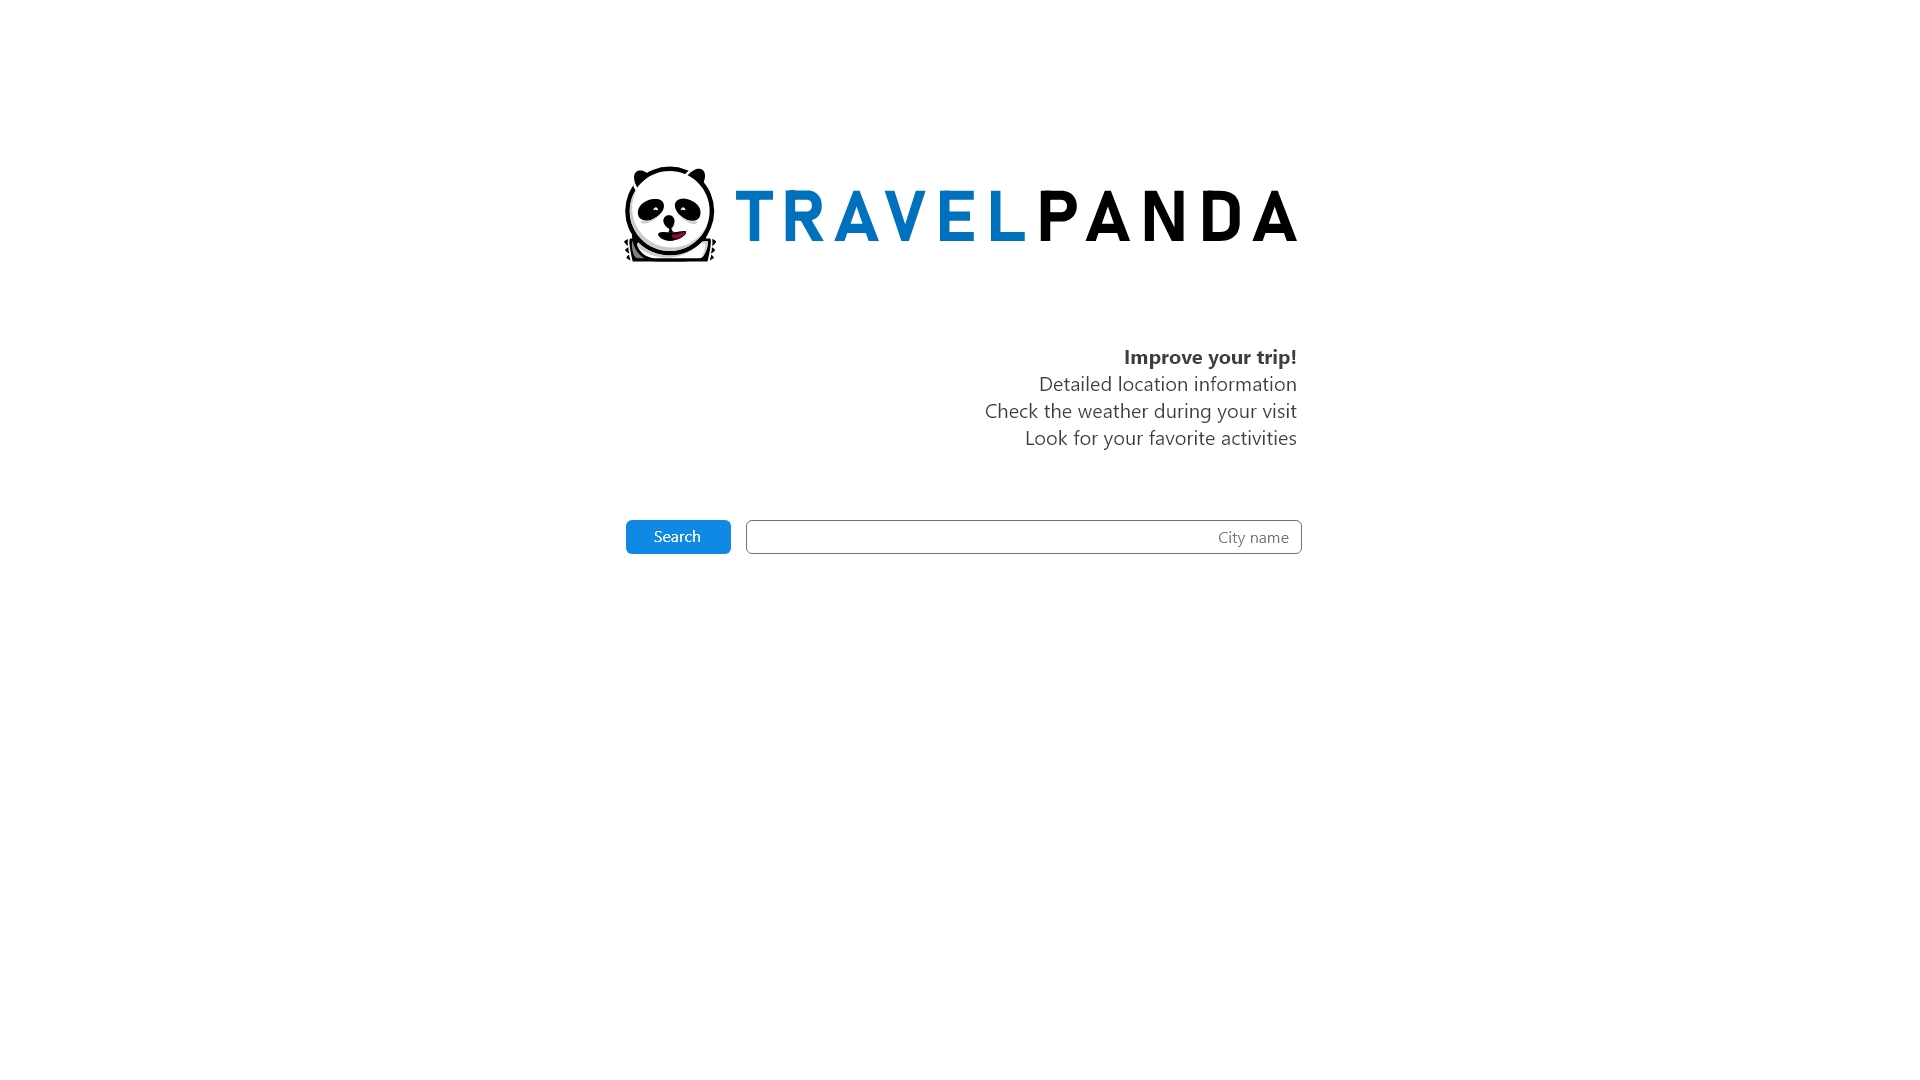 TRAVELPANDA
Improve your trip!
Detailed location information
Check the weather during your visit
Look for your favorite activities
Search
City name